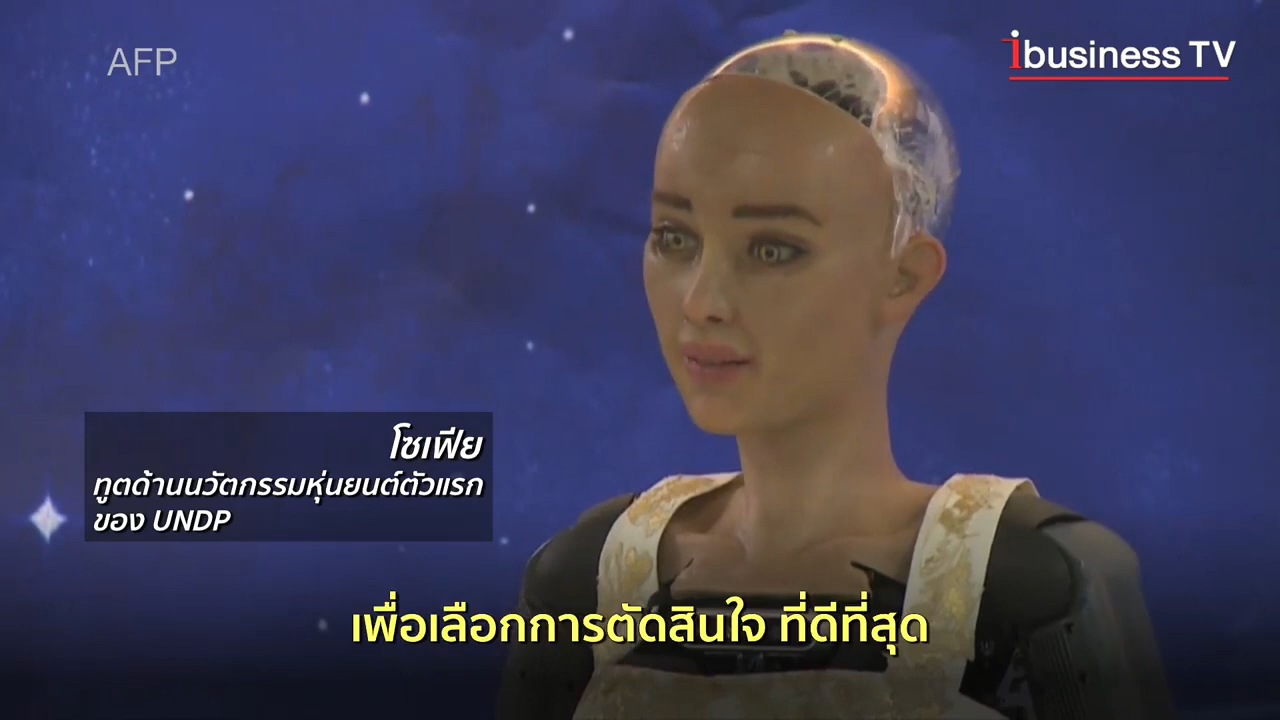 AFP
ibusiness TV
โซเฟีย
ทูตด้านนวัตกรรมหุ่นยนต์ตัวแรก
ของ UNDP
เพื่อเลือกการตัดสินใจ ที่ดีที่สุด